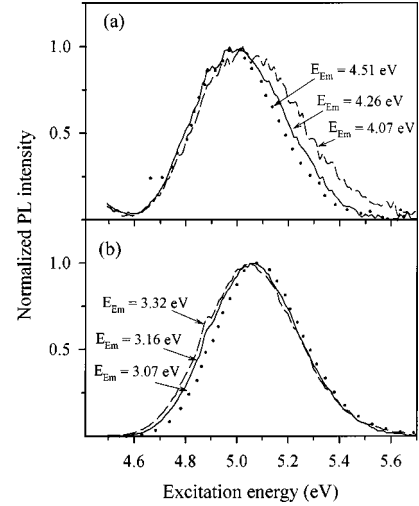 (a)
1.0
0.5
E_Em = 4.51 eV
E_Em = 4.26 eV
E_Em = 4.07 eV
Normalized PL intensity
(b)
1.0
0.5
E_Em = 3.32 eV
E_Em = 3.16 eV
E_Em = 3.07 eV
4.6 4.8 5.0 5.2 5.4 5.6
Excitation energy (eV)